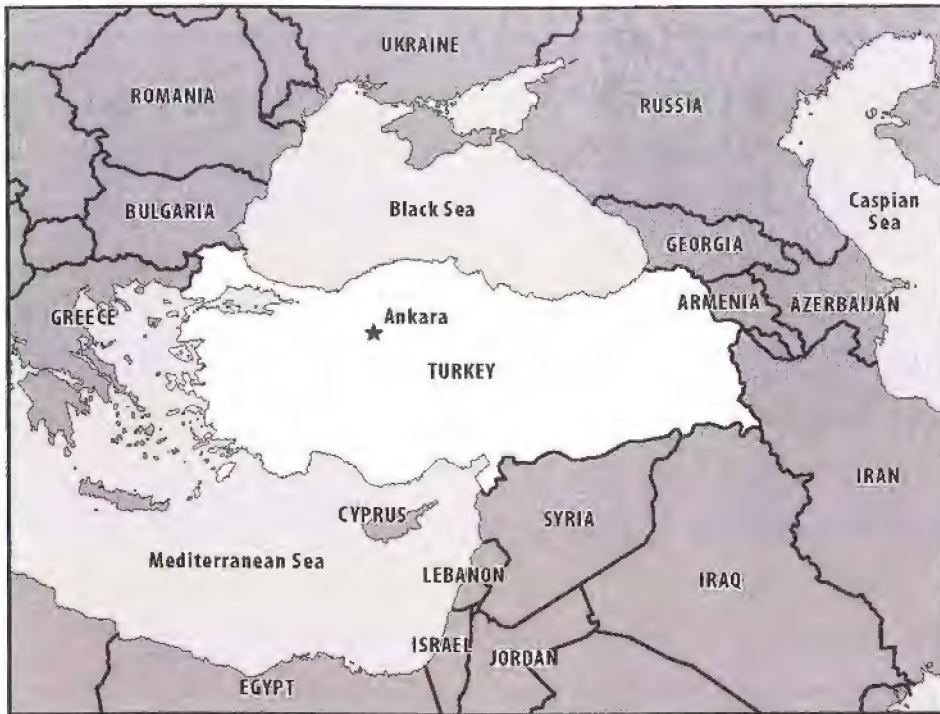 UKRAINE
ROMANIA
RUSSIA
Caspian
Sea
BULGARIA
Black Sea
GEORGIA
GREECE
Ankara
ARMENIA
AZERBAIJAN
TURKEY
IRAN
CYPRUS
SYRIA
Mediterranean Sea
LEBANON
IRAQ
ISRAEL
JORDAN
EGYPT